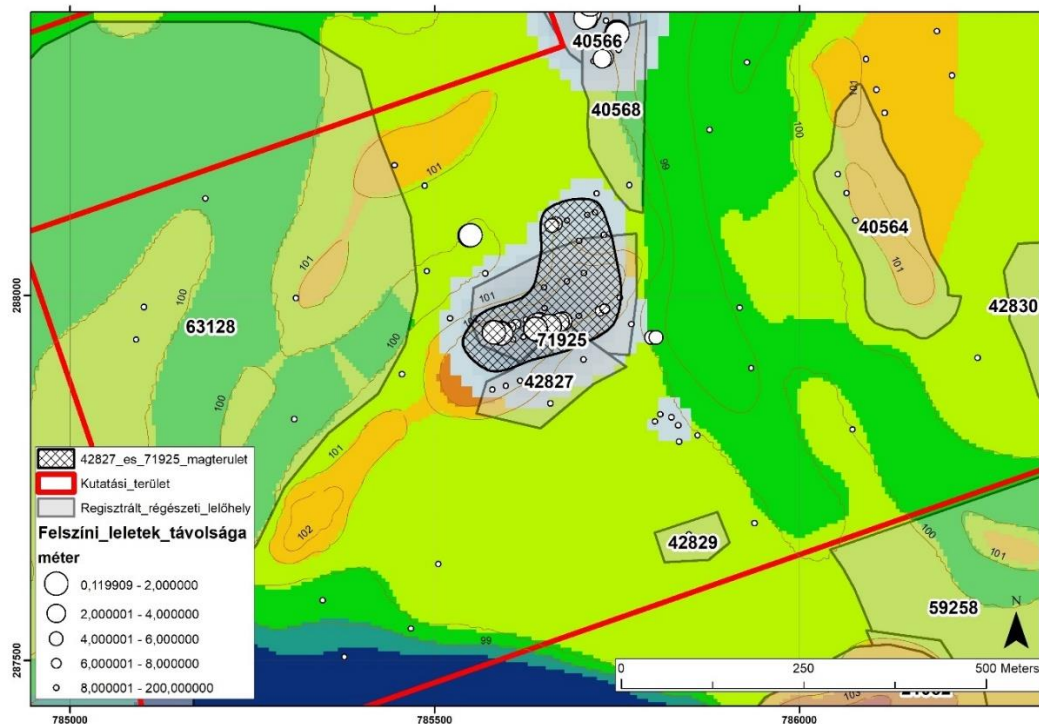 40566
40568
101
99
100
101
101
40564
101
288000
100
101
101
100
63128
42830
71925
100
42827
100
101
102
42829
100
101
59258
99
103
42827_es_71925_magterulet
Kutatási_terület
Regisztrált_régészeti_lelőhely
Felszíni_leletek_távolsága
méter
0,119909 - 2,000000
2,000001 - 4,000000
4,000001 - 6,000000
6,000001 - 8,000000
8,000001 - 200,000000
N
0 250 500 Meters
287500
785000 785500 786000